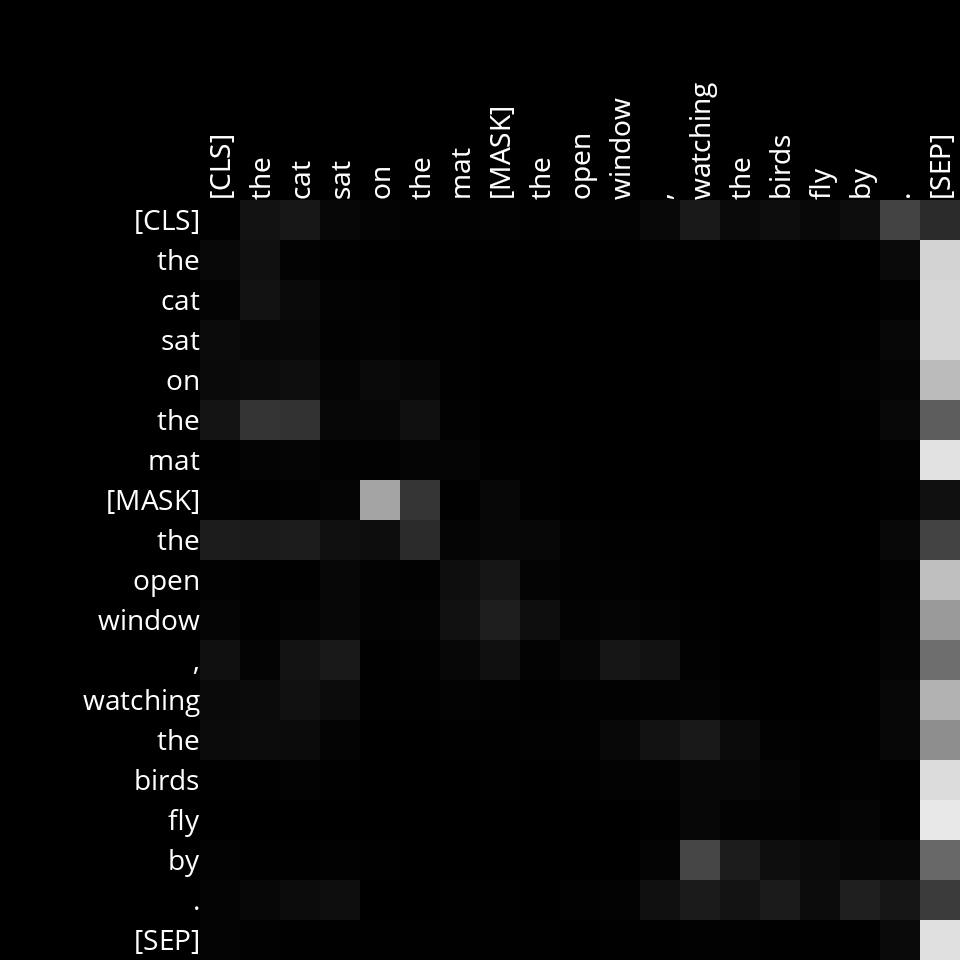 [CLS] the cat sat on the mat [MASK] the open window , watching the birds fly by . [SEP]
[CLS]
the
cat
sat
on
the
mat
[MASK]
the
open
window
,
watching
the
birds
fly
by
.
[SEP]